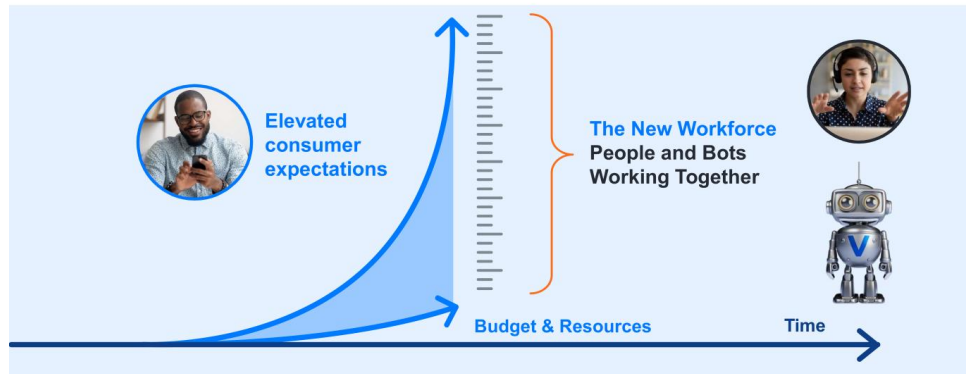 Elevated
consumer
expectations
The New Workforce
People and Bots
Working Together
V
Budget & Resources
Time